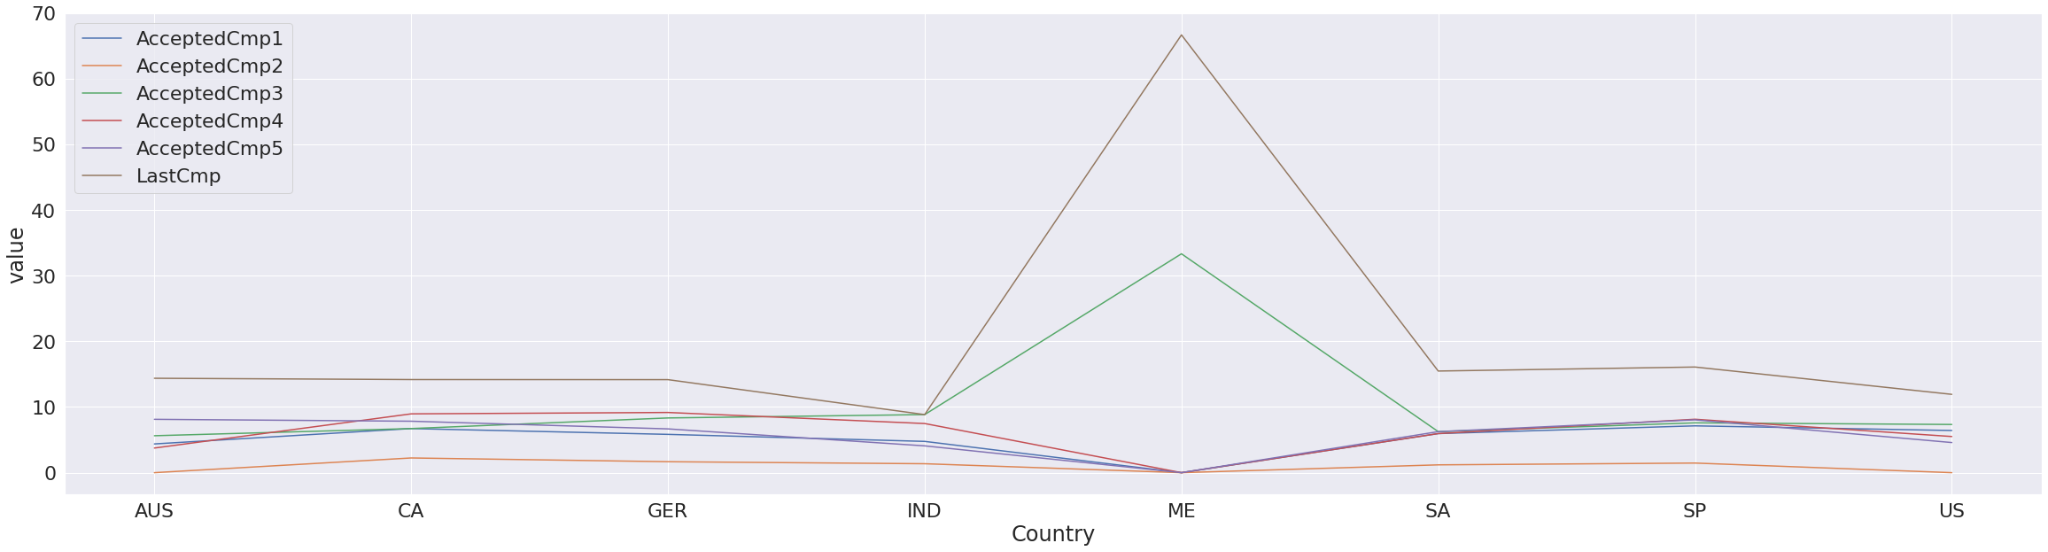 70
60
50
40
30
20
10
0
value
AcceptedCmp1
AcceptedCmp2
AcceptedCmp3
AcceptedCmp4
AcceptedCmp5
LastCmp
AUS CA GER IND ME SA SP US
Country